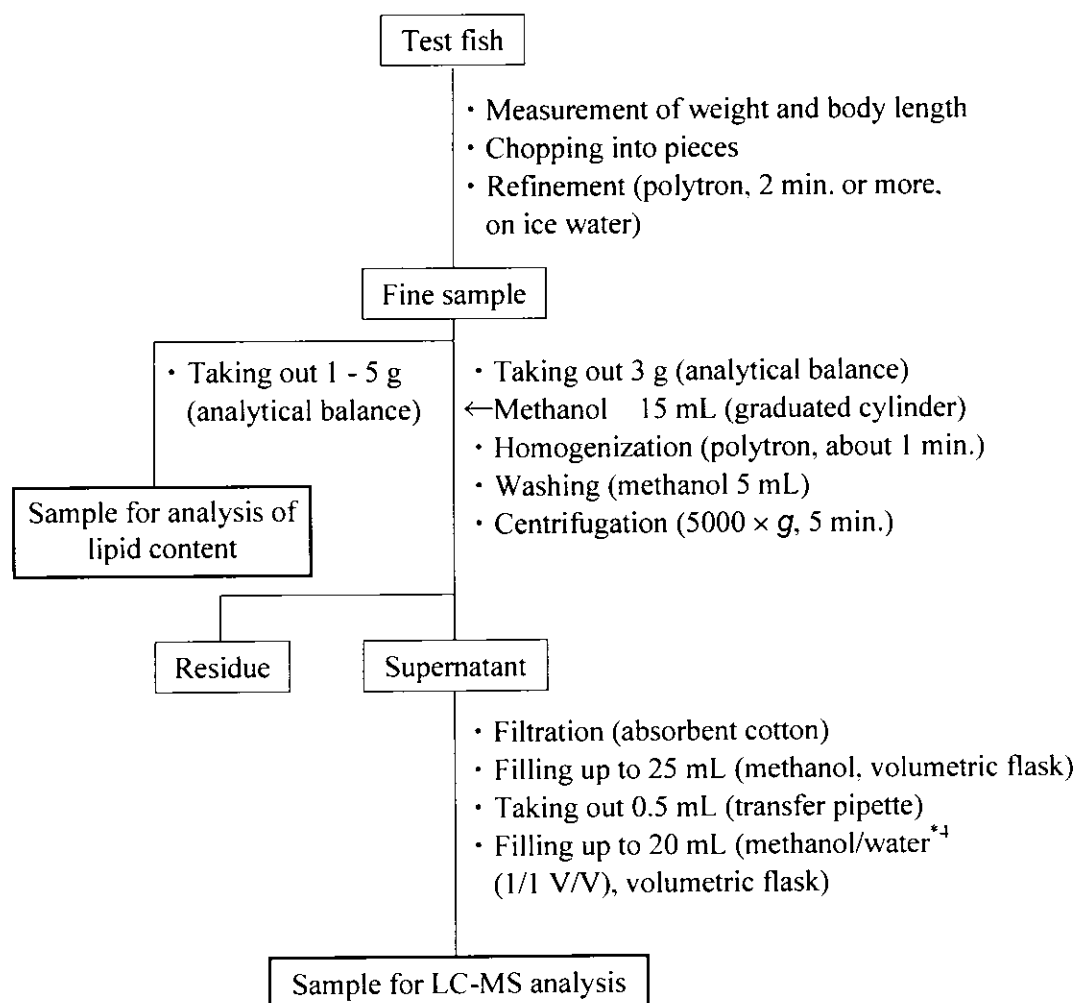 Test fish
・Measurement of weight and body length
・Chopping into pieces
・Refinement (polytron, 2 min. or more,
on ice water)
Fine sample
・Taking out 1 - 5 g
(analytical balance)
Sample for analysis of
lipid content
・Taking out 3 g (analytical balance)
←Methanol 15 mL (graduated cylinder)
・Homogenization (polytron, about 1 min.)
・Washing (methanol 5 mL)
・Centrifugation (5000 × g, 5 min.)
Residue
Supernatant
・Filtration (absorbent cotton)
・Filling up to 25 mL (methanol, volumetric flask)
・Taking out 0.5 mL (transfer pipette)
・Filling up to 20 mL (methanol/water*4
(1/1 V/V), volumetric flask)
Sample for LC-MS analysis